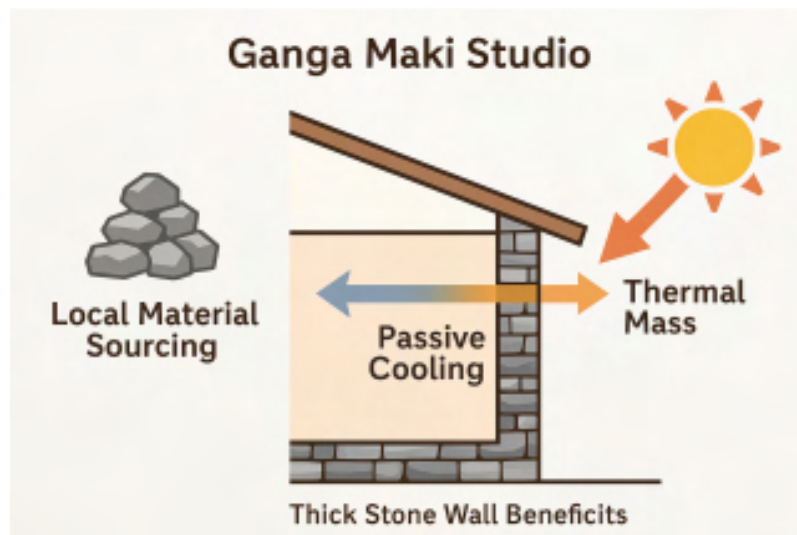 Ganga Maki Studio
Local Material
Sourcing
Passive
Cooling
Thermal
Mass
Thick Stone Wall Beneficits